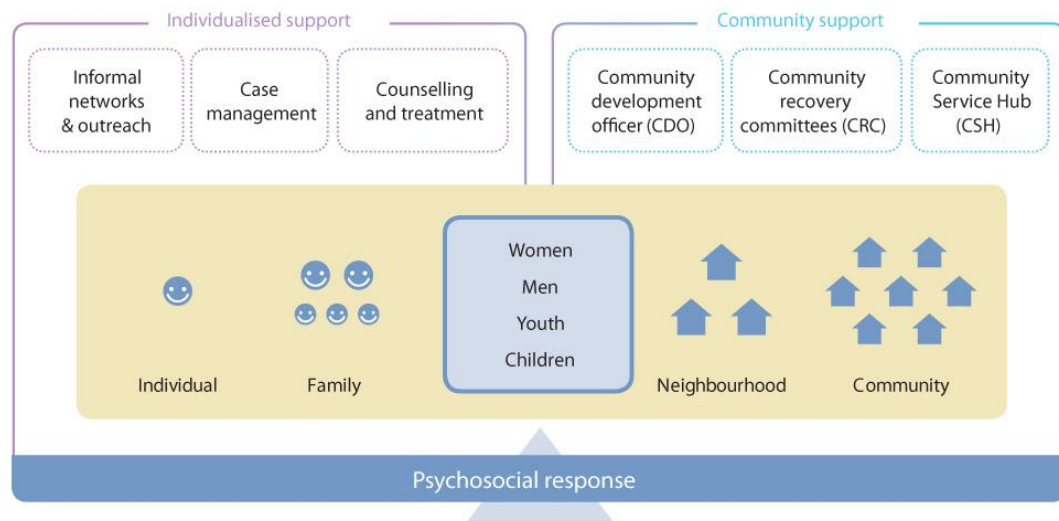 Individualised support
Community support
Informal
networks
& outreach
Case
management
Counselling
and treatment
Community
development
officer (CDO)
Community
recovery
committees (CRC)
Community
Service Hub
(CSH)
Women
Men
Youth
Children
Individual
Family
Neighbourhood
Community
Psychosocial response